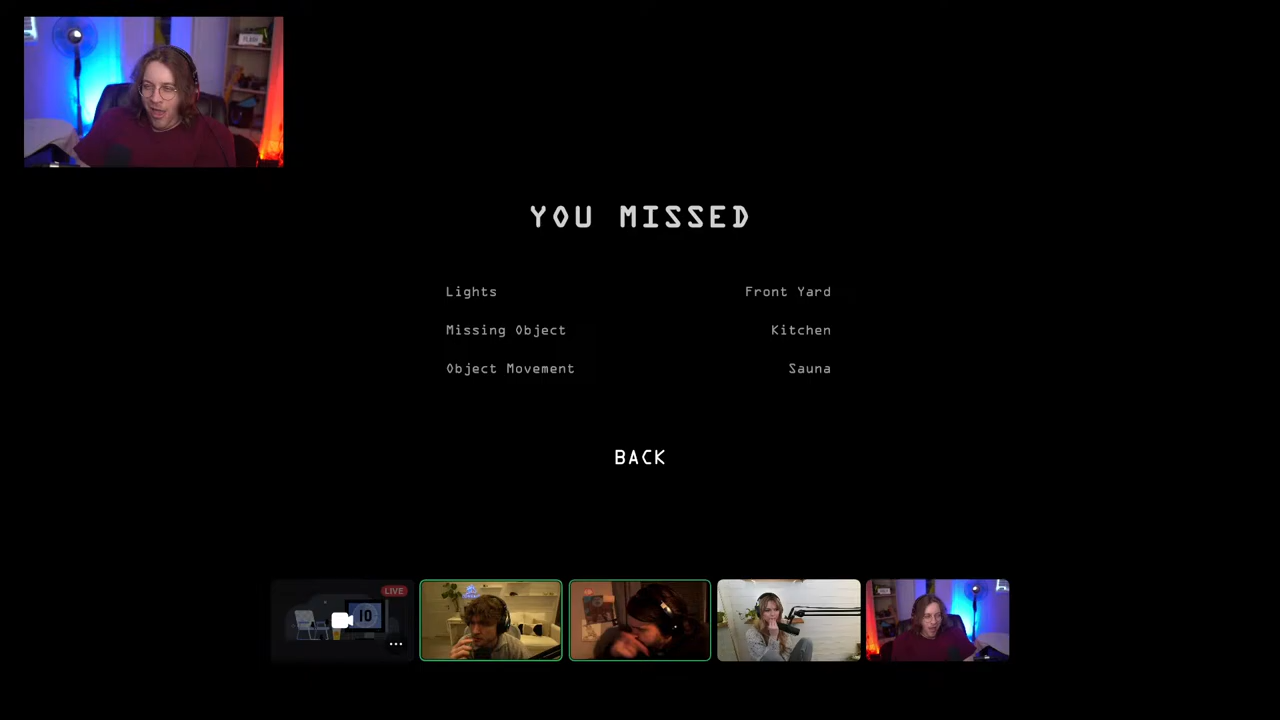 YOU MISSED
Lights Front Yard
Missing Object Kitchen
Object Movement Sauna
BACK
LIVE
10